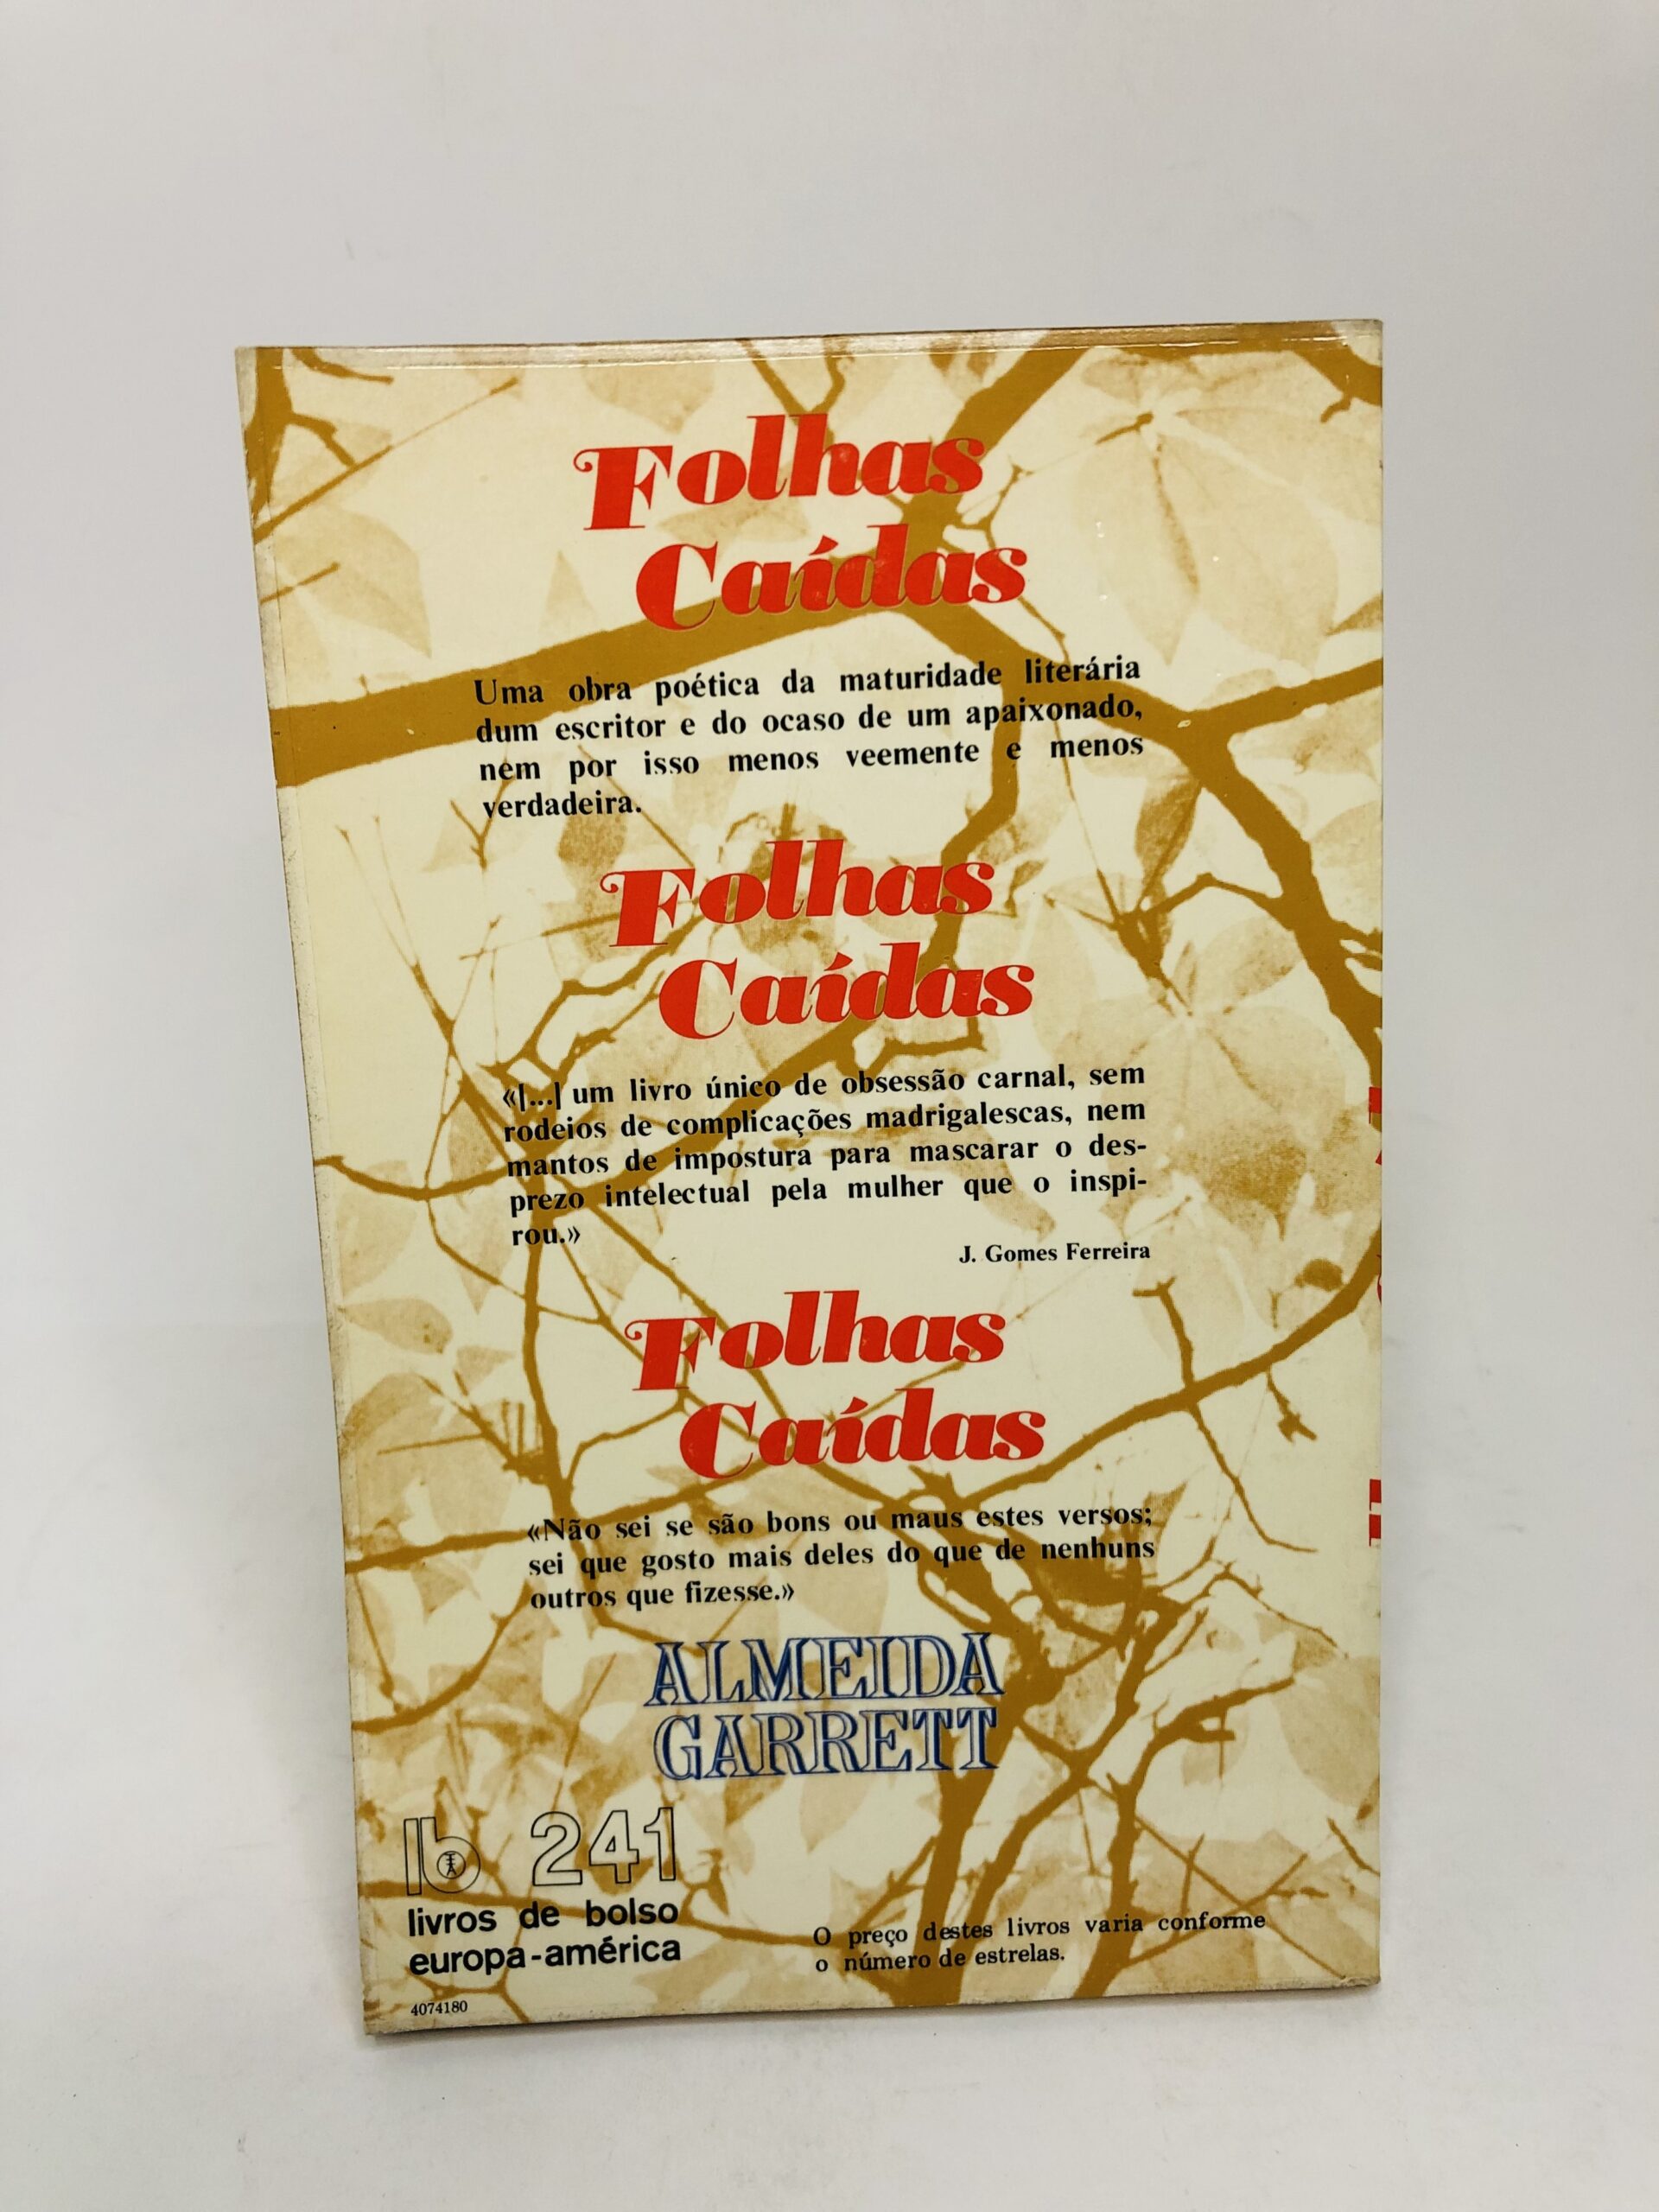 Folhas
Caídas
Uma obra poética da maturidade literária
dum escritor e do ocaso de um apaixonado,
nem por isso menos veemente e menos
verdadeira.
Folhas
Caídas
«[...] um livro único de obsessão carnal, sem
rodeios de complicações madrigalescas, nem
mantos de impostura para mascarar o des-
prezo intelectual pela mulher que o inspi-
rou.»
J. Gomes Ferreira
Folhas
Caídas
«Não sei se são bons ou maus estes versos;
sei que gosto mais deles do que de nenhuns
outros que fizesse.»
ALMEIDA
GARRETT
lb 241
livros de bolso
europa-américa
O preço destes livros varia conforme
o número de estrelas.
4074180